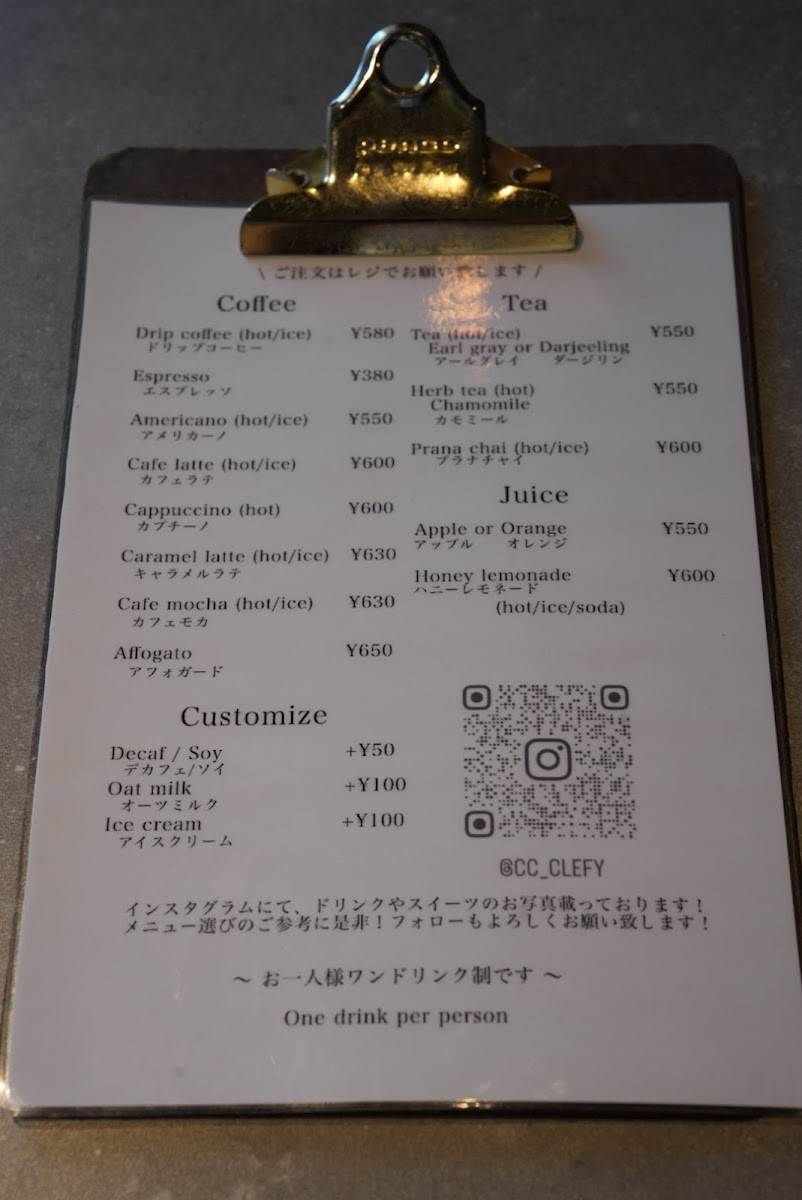 \ ご注文はレジでお願い致します /
Coffee
Drip coffee (hot/ice) ¥580
ドリップコーヒー
Espresso ¥380
エスプレッソ
Americano (hot/ice) ¥550
アメリカーノ
Cafe latte (hot/ice) ¥600
カフェラテ
Cappuccino (hot) ¥600
カプチーノ
Caramel latte (hot/ice) ¥630
キャラメルラテ
Cafe mocha (hot/ice) ¥630
カフェモカ
Affogato ¥650
アフォガード
Customize
Decaf / Soy +¥50
デカフェ/ソイ
Oat milk +¥100
オーツミルク
Ice cream +¥100
アイスクリーム
Tea
Tea (hot/ice) ¥550
Earl gray or Darjeeling
アールグレイ ダージリン
Herb tea (hot) ¥550
Chamomile
カモミール
Prana chai (hot/ice) ¥600
プラナチャイ
Juice
Apple or Orange ¥550
アップル オレンジ
Honey lemonade ¥600
ハニーレモネード
(hot/ice/soda)
@CC_CLEFY
インスタグラムにて、ドリンクやスイーツのお写真載っております！
メニュー選びのご参考に是非！フォローもよろしくお願い致します！
～ お一人様ワンドリンク制です ～
One drink per person